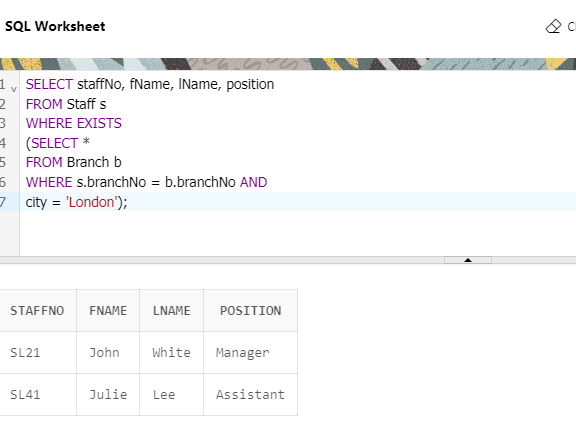 SQL Worksheet
1 SELECT staffNo, fName, lName, position
2 FROM Staff s
3 WHERE EXISTS
4 (SELECT *
5 FROM Branch b
6 WHERE s.branchNo = b.branchNo AND
7 city = 'London');
STAFFNO FNAME LNAME POSITION
SL21 John White Manager
SL41 Julie Lee Assistant